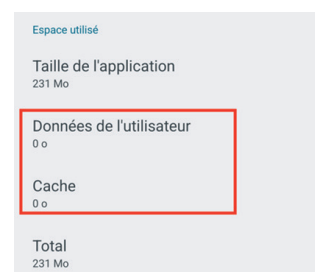 Espace utilisé
Taille de l'application
231 Mo
Données de l'utilisateur
0 o
Cache
0 o
Total
231 Mo